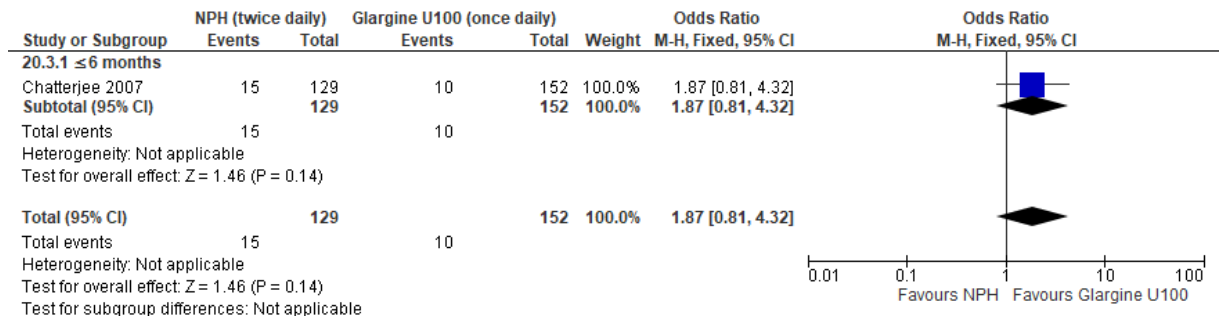 NPH (twice daily) Glargine U100 (once daily) Odds Ratio Odds Ratio
Study or Subgroup Events Total Events Total Weight M-H, Fixed, 95% CI M-H, Fixed, 95% CI
20.3.1 ≤6 months
Chatterjee 2007 15 129 10 152 100.0% 1.87 [0.81, 4.32]
Subtotal (95% CI) 129 152 100.0% 1.87 [0.81, 4.32]
Total events 15 10
Heterogeneity: Not applicable
Test for overall effect: Z = 1.46 (P = 0.14)
Total (95% CI) 129 152 100.0% 1.87 [0.81, 4.32]
Total events 15 10
Heterogeneity: Not applicable
Test for overall effect: Z = 1.46 (P = 0.14)
Test for subgroup differences: Not applicable
0.01 0.1 1 10 100
Favours NPH Favours Glargine U100